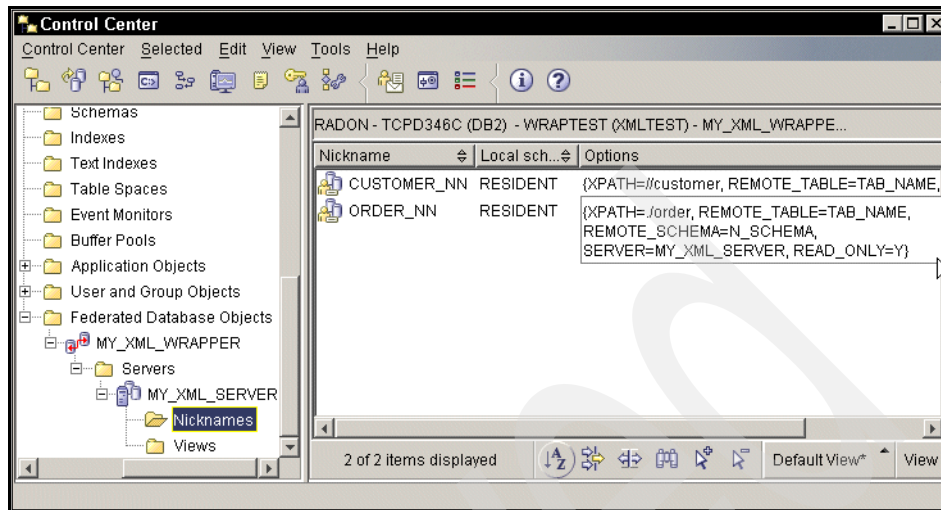 Control Center
Control Center Selected Edit View Tools Help
Schemas
Indexes
Text Indexes
Table Spaces
Event Monitors
Buffer Pools
Application Objects
User and Group Objects
Federated Database Objects
MY_XML_WRAPPER
Servers
MY_XML_SERVER
Nicknames
Views
RADON - TCPD346C (DB2) - WRAPTEST (XMLTEST) - MY_XML_WRAPPE...
Nickname Local sch... Options
CUSTOMER_NN RESIDENT {XPATH=//customer, REMOTE_TABLE=TAB_NAME,
ORDER_NN RESIDENT {XPATH=./order, REMOTE_TABLE=TAB_NAME,
REMOTE_SCHEMA=N_SCHEMA,
SERVER=MY_XML_SERVER, READ_ONLY=Y}
2 of 2 items displayed Default View* View